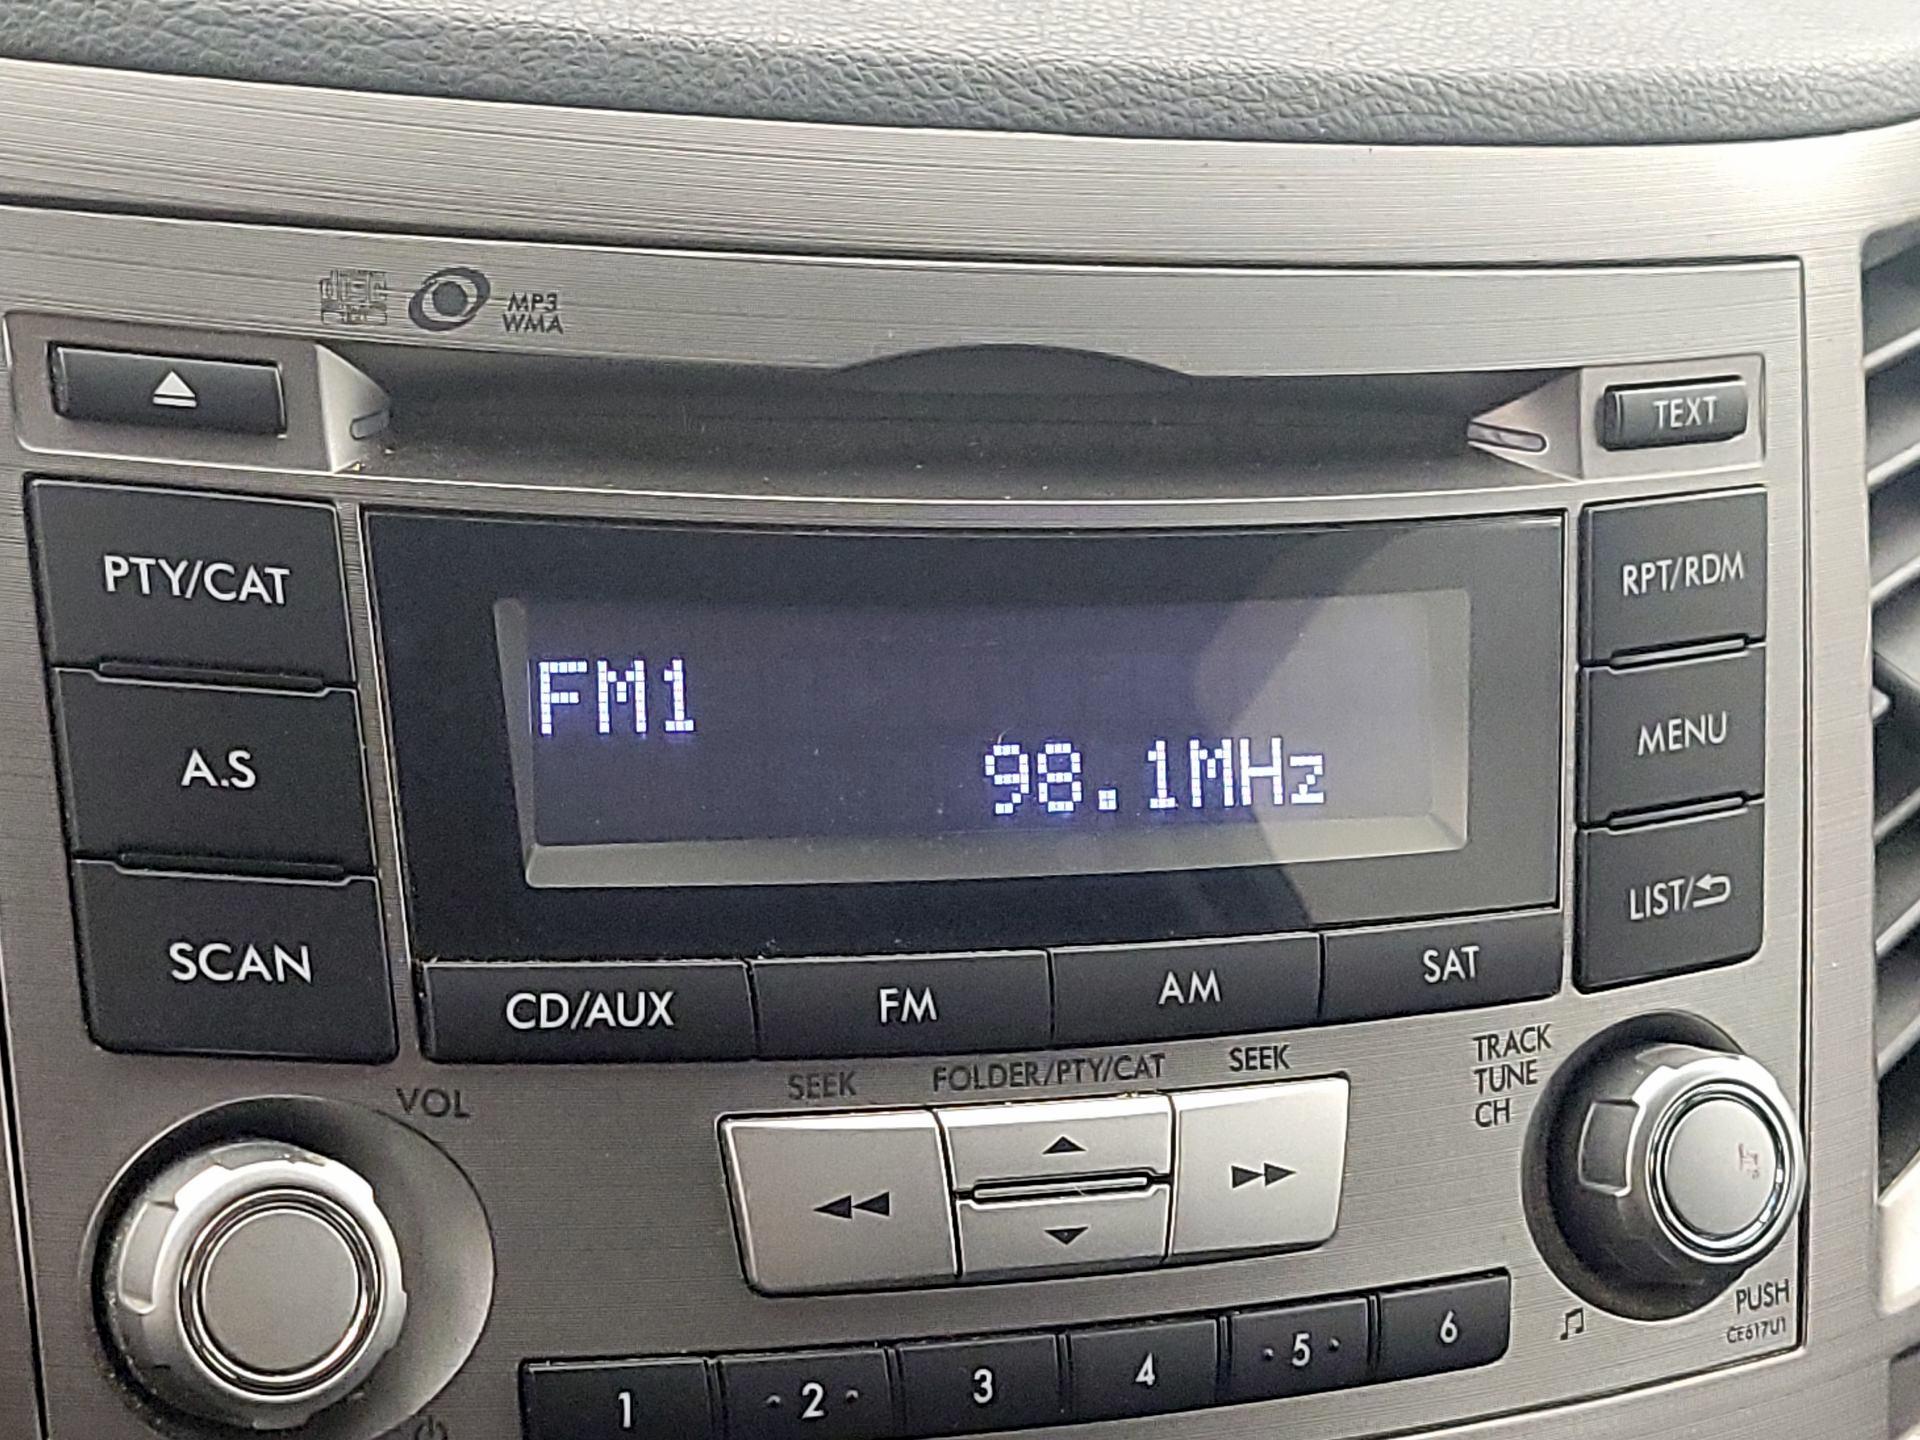 disc
MP3
WMA
TEXT
PTY/CAT
RPT/RDM
FM1
MENU
A.S
98.1MHz
LIST/
SCAN
CD/AUX
FM
AM
SAT
VOL
SEEK
FOLDER/PTY/CAT
SEEK
TRACK
TUNE
CH
PUSH
CE617U1
1
2
3
4
5
6